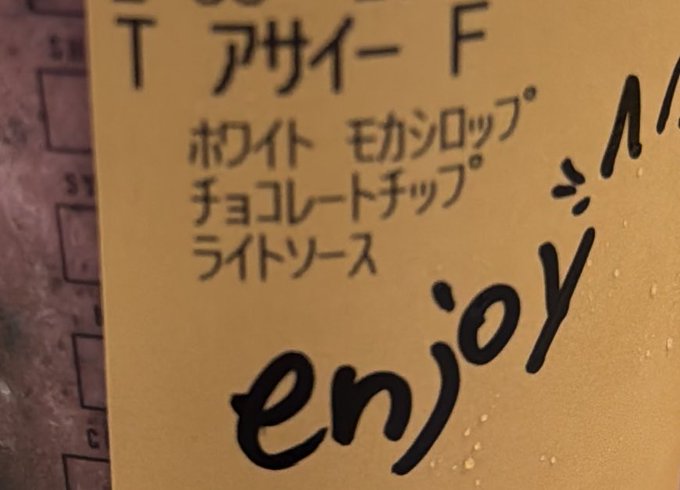 T アサイー F
ホワイト モカシロップ
チョコレートチップ
ライトソース
enjoy